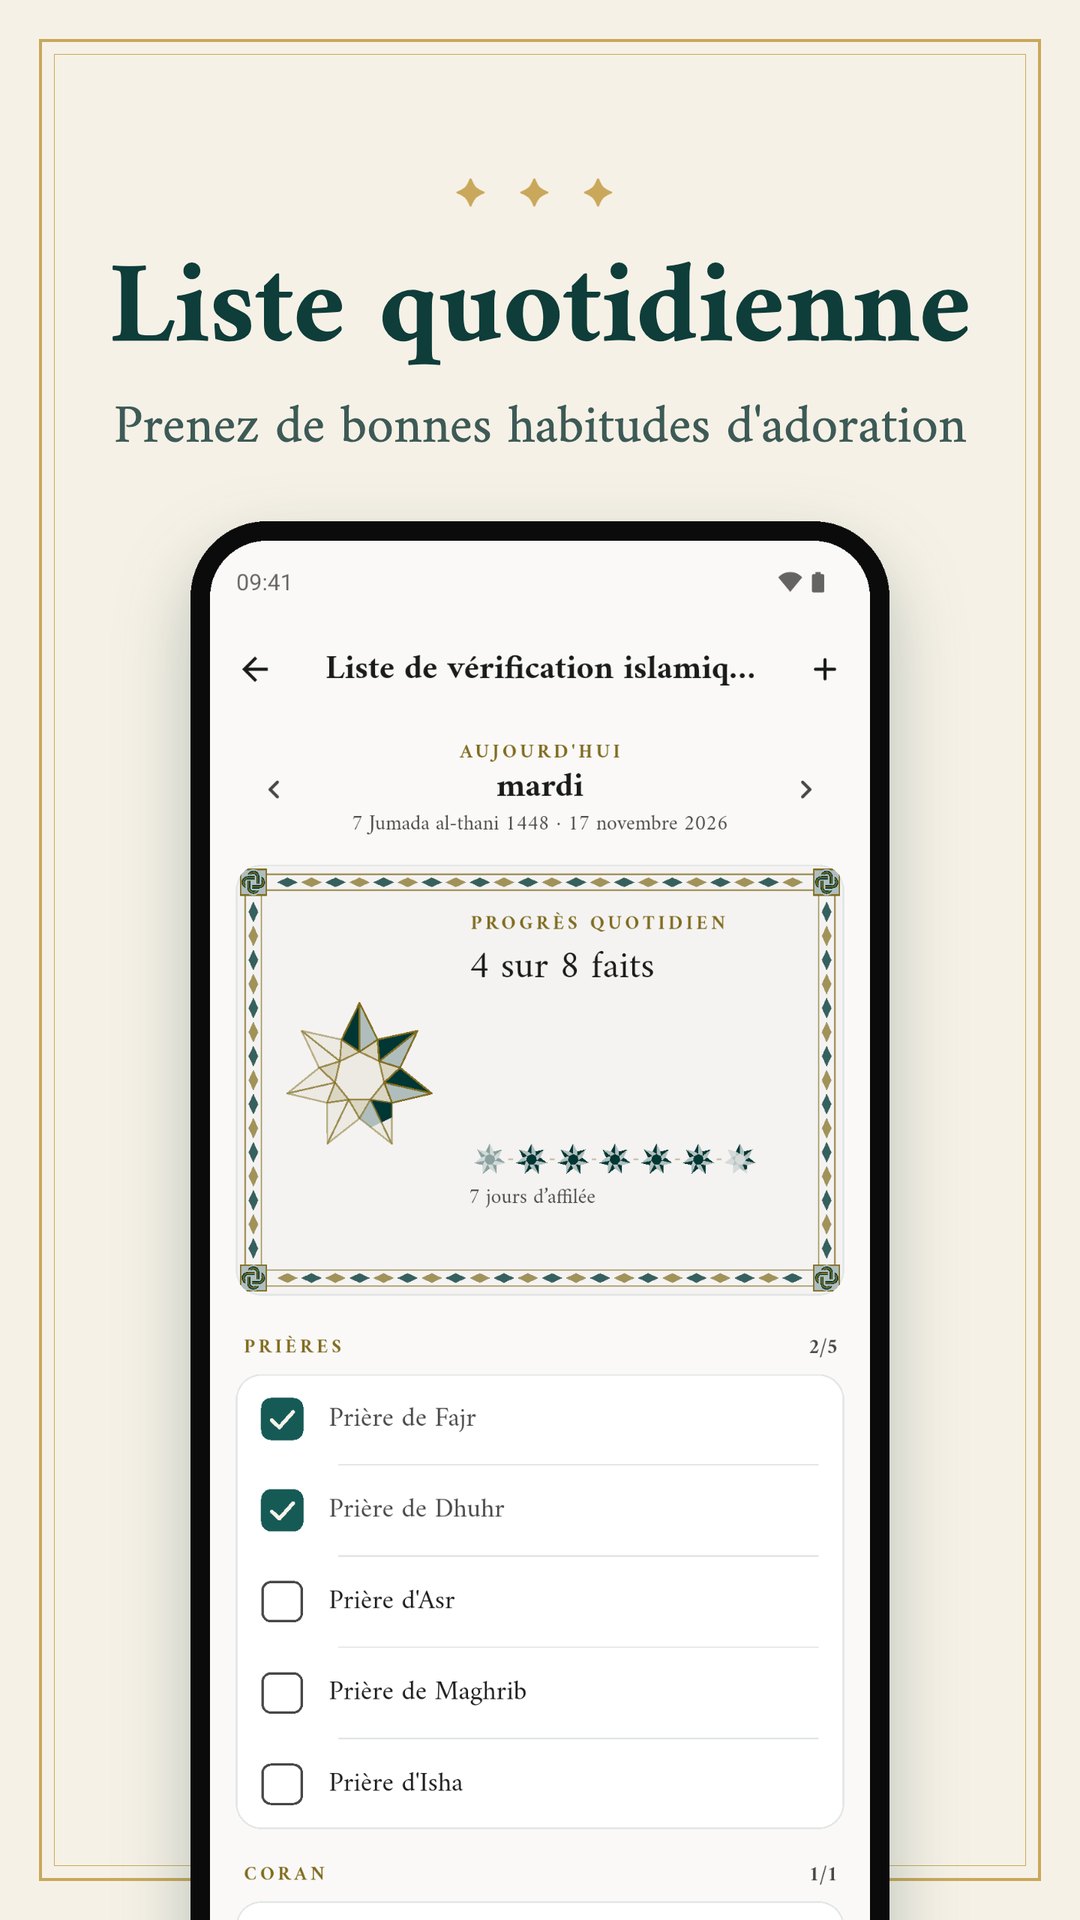 Liste quotidienne
Prenez de bonnes habitudes d'adoration
09:41
Liste de vérification islamiq...
AUJOURD'HUI
mardi
7 Jumada al-thani 1448 · 17 novembre 2026
PROGRÈS QUOTIDIEN
4 sur 8 faits
7 jours d’affilée
PRIÈRES 2/5
Prière de Fajr
Prière de Dhuhr
Prière d'Asr
Prière de Maghrib
Prière d'Isha
CORAN 1/1